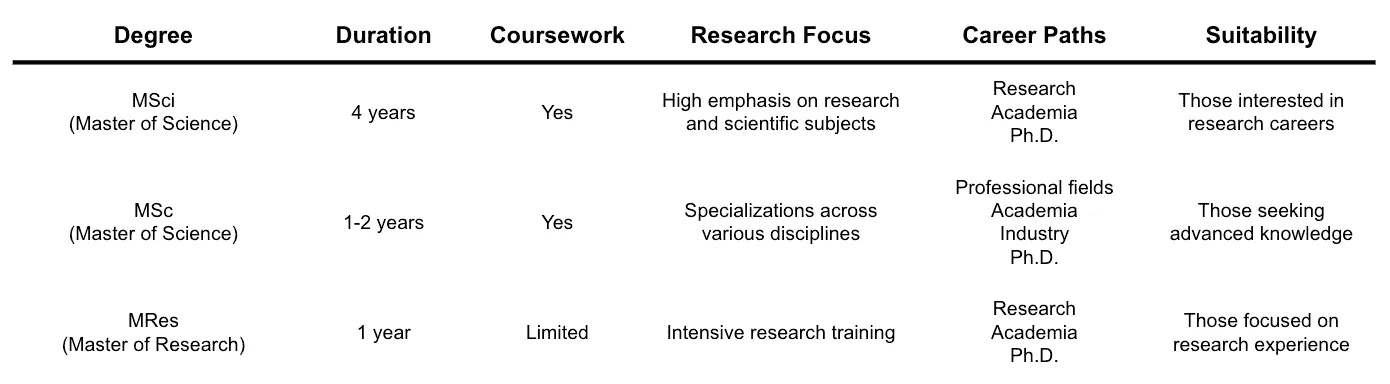 Degree Duration Coursework Research Focus Career Paths Suitability
MSci
(Master of Science)
4 years
Yes
High emphasis on research
and scientific subjects
Research
Academia
Ph.D.
Those interested in
research careers
MSc
(Master of Science)
1-2 years
Yes
Specializations across
various disciplines
Professional fields
Academia
Industry
Ph.D.
Those seeking
advanced knowledge
MRes
(Master of Research)
1 year
Limited
Intensive research training
Research
Academia
Ph.D.
Those focused on
research experience